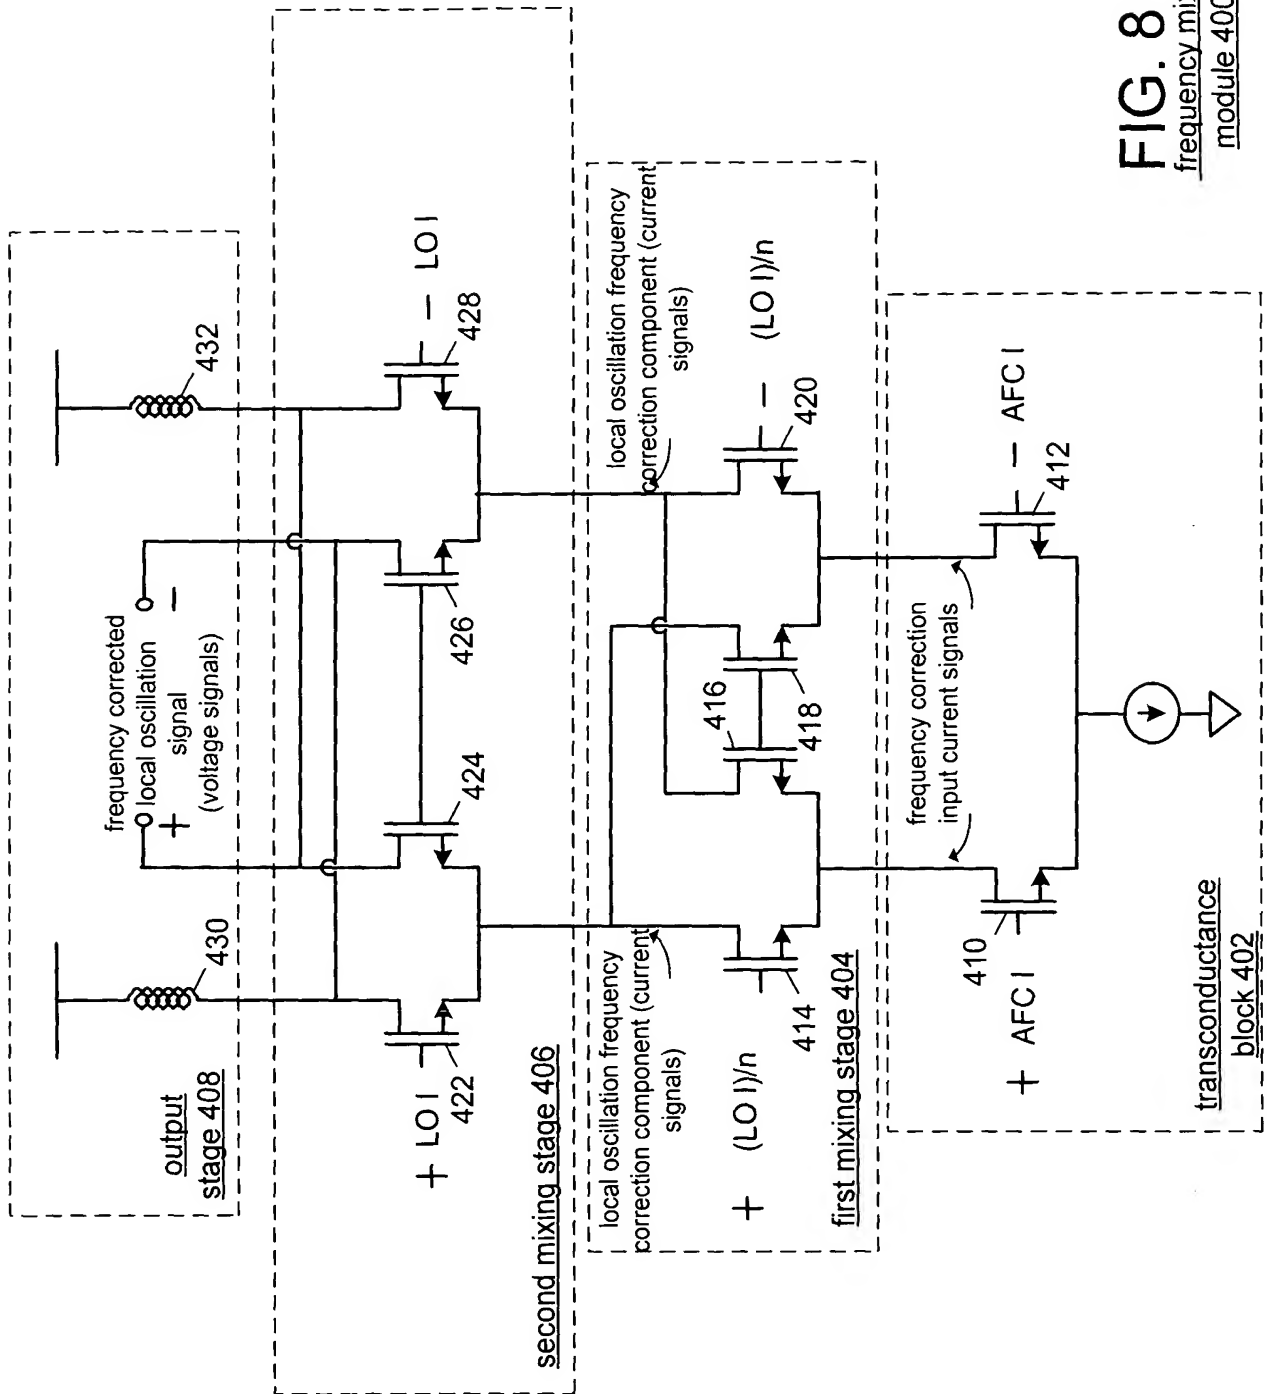 output
stage 408
430
432
frequency corrected
local oscillation
signal
(voltage signals)
+
−
second mixing stage 406
+ LO I
422
424
426
428
− LO I
local oscillation frequency
correction component (current
signals)
local oscillation frequency
correction component (current
signals)
first mixing stage 404
+ (LO I)/n
414
416
418
420
− (LO I)/n
frequency correction
input current signals
transconductance
block 402
+ AFC I
410
412
− AFC I
FIG. 8
frequency mix
module 400